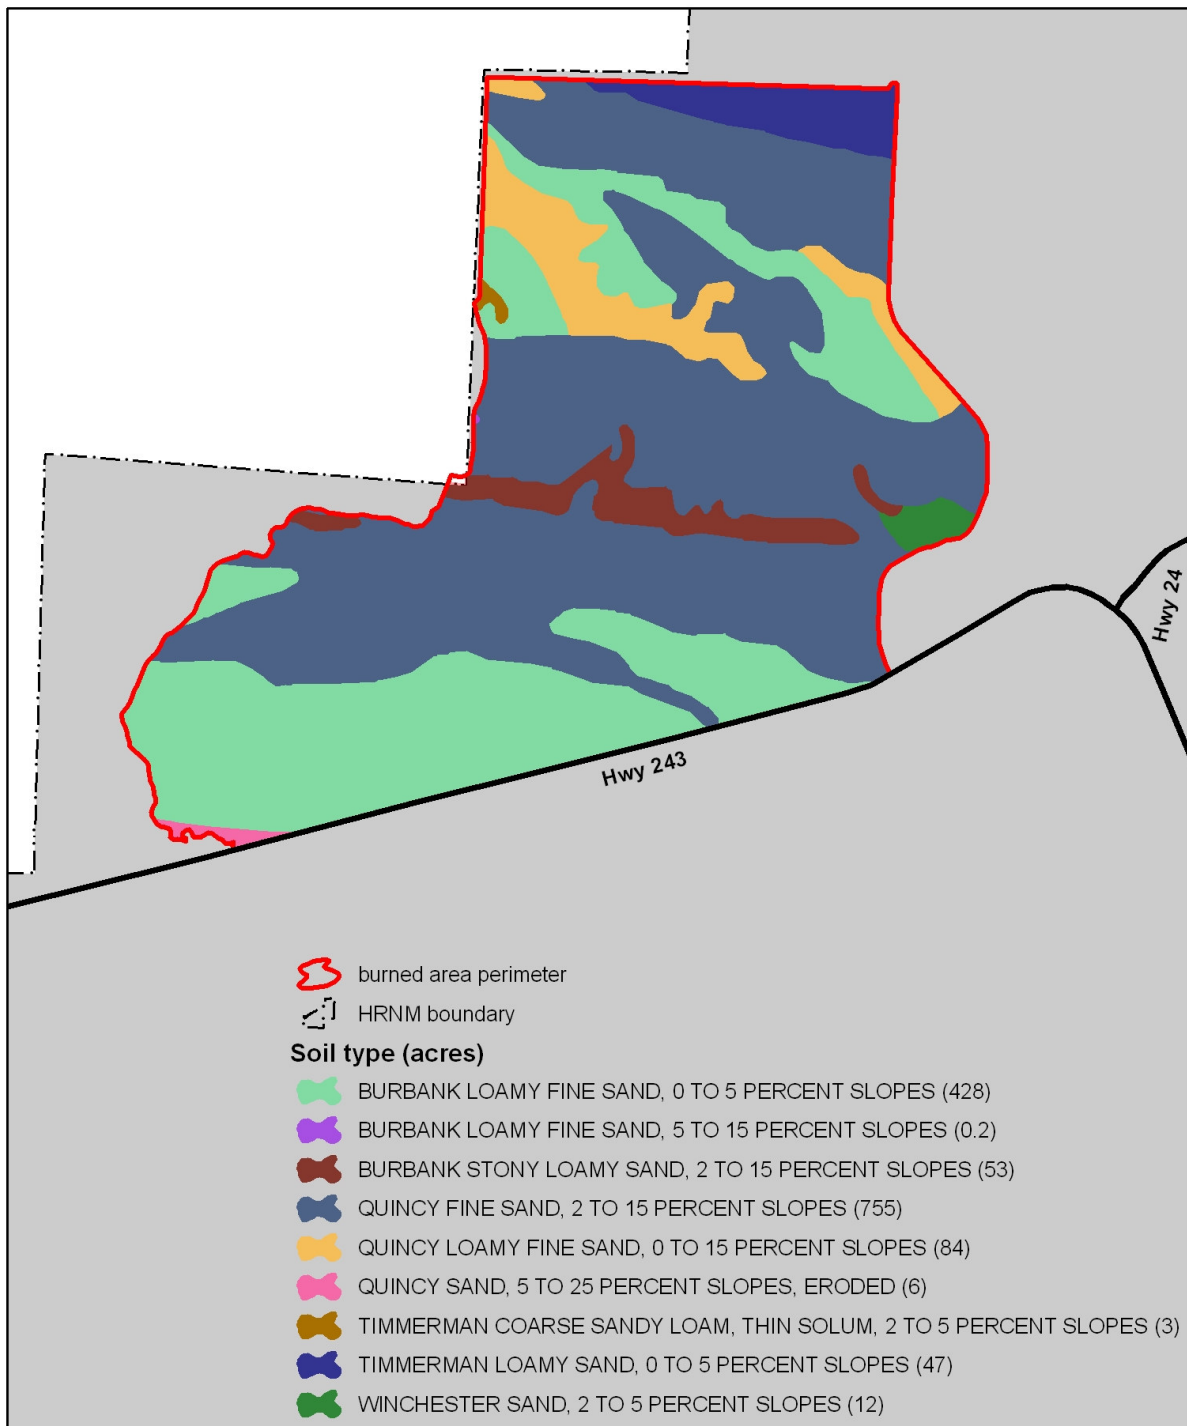 Hwy 24
Hwy 243
burned area perimeter
HRNM boundary
Soil type (acres)
BURBANK LOAMY FINE SAND, 0 TO 5 PERCENT SLOPES (428)
BURBANK LOAMY FINE SAND, 5 TO 15 PERCENT SLOPES (0.2)
BURBANK STONY LOAMY SAND, 2 TO 15 PERCENT SLOPES (53)
QUINCY FINE SAND, 2 TO 15 PERCENT SLOPES (755)
QUINCY LOAMY FINE SAND, 0 TO 15 PERCENT SLOPES (84)
QUINCY SAND, 5 TO 25 PERCENT SLOPES, ERODED (6)
TIMMERMAN COARSE SANDY LOAM, THIN SOLUM, 2 TO 5 PERCENT SLOPES (3)
TIMMERMAN LOAMY SAND, 0 TO 5 PERCENT SLOPES (47)
WINCHESTER SAND, 2 TO 5 PERCENT SLOPES (12)